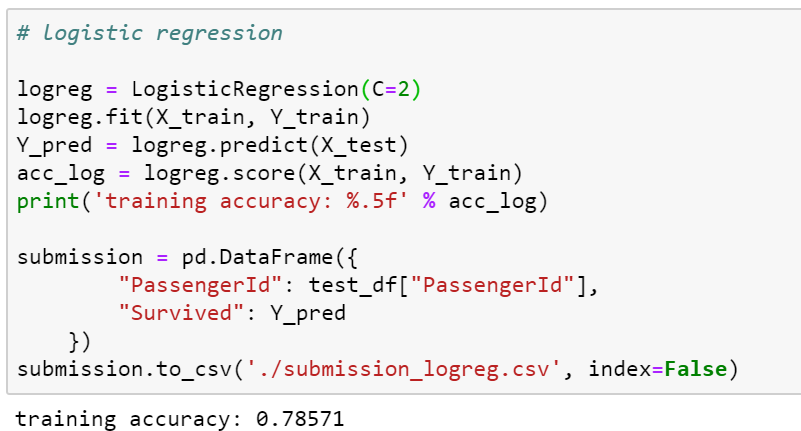 # logistic regression
logreg = LogisticRegression(C=2)
logreg.fit(X_train, Y_train)
Y_pred = logreg.predict(X_test)
acc_log = logreg.score(X_train, Y_train)
print('training accuracy: %.5f' % acc_log)
submission = pd.DataFrame({
        "PassengerId": test_df["PassengerId"],
        "Survived": Y_pred
    })
submission.to_csv('./submission_logreg.csv', index=False)
training accuracy: 0.78571